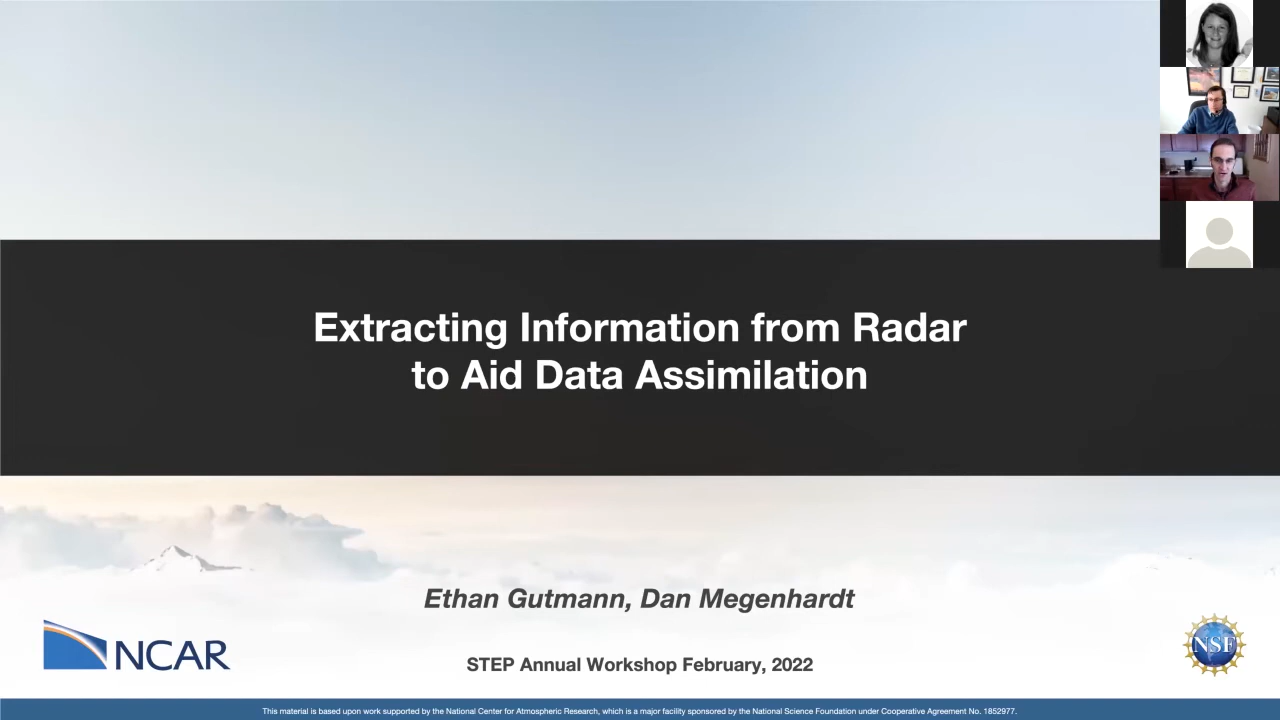 Extracting Information from Radar
to Aid Data Assimilation
Ethan Gutmann, Dan Megenhardt
NCAR
STEP Annual Workshop February, 2022
NSF
This material is based upon work supported by the National Center for Atmospheric Research, which is a major facility sponsored by the National Science Foundation under Cooperative Agreement No. 1852977.